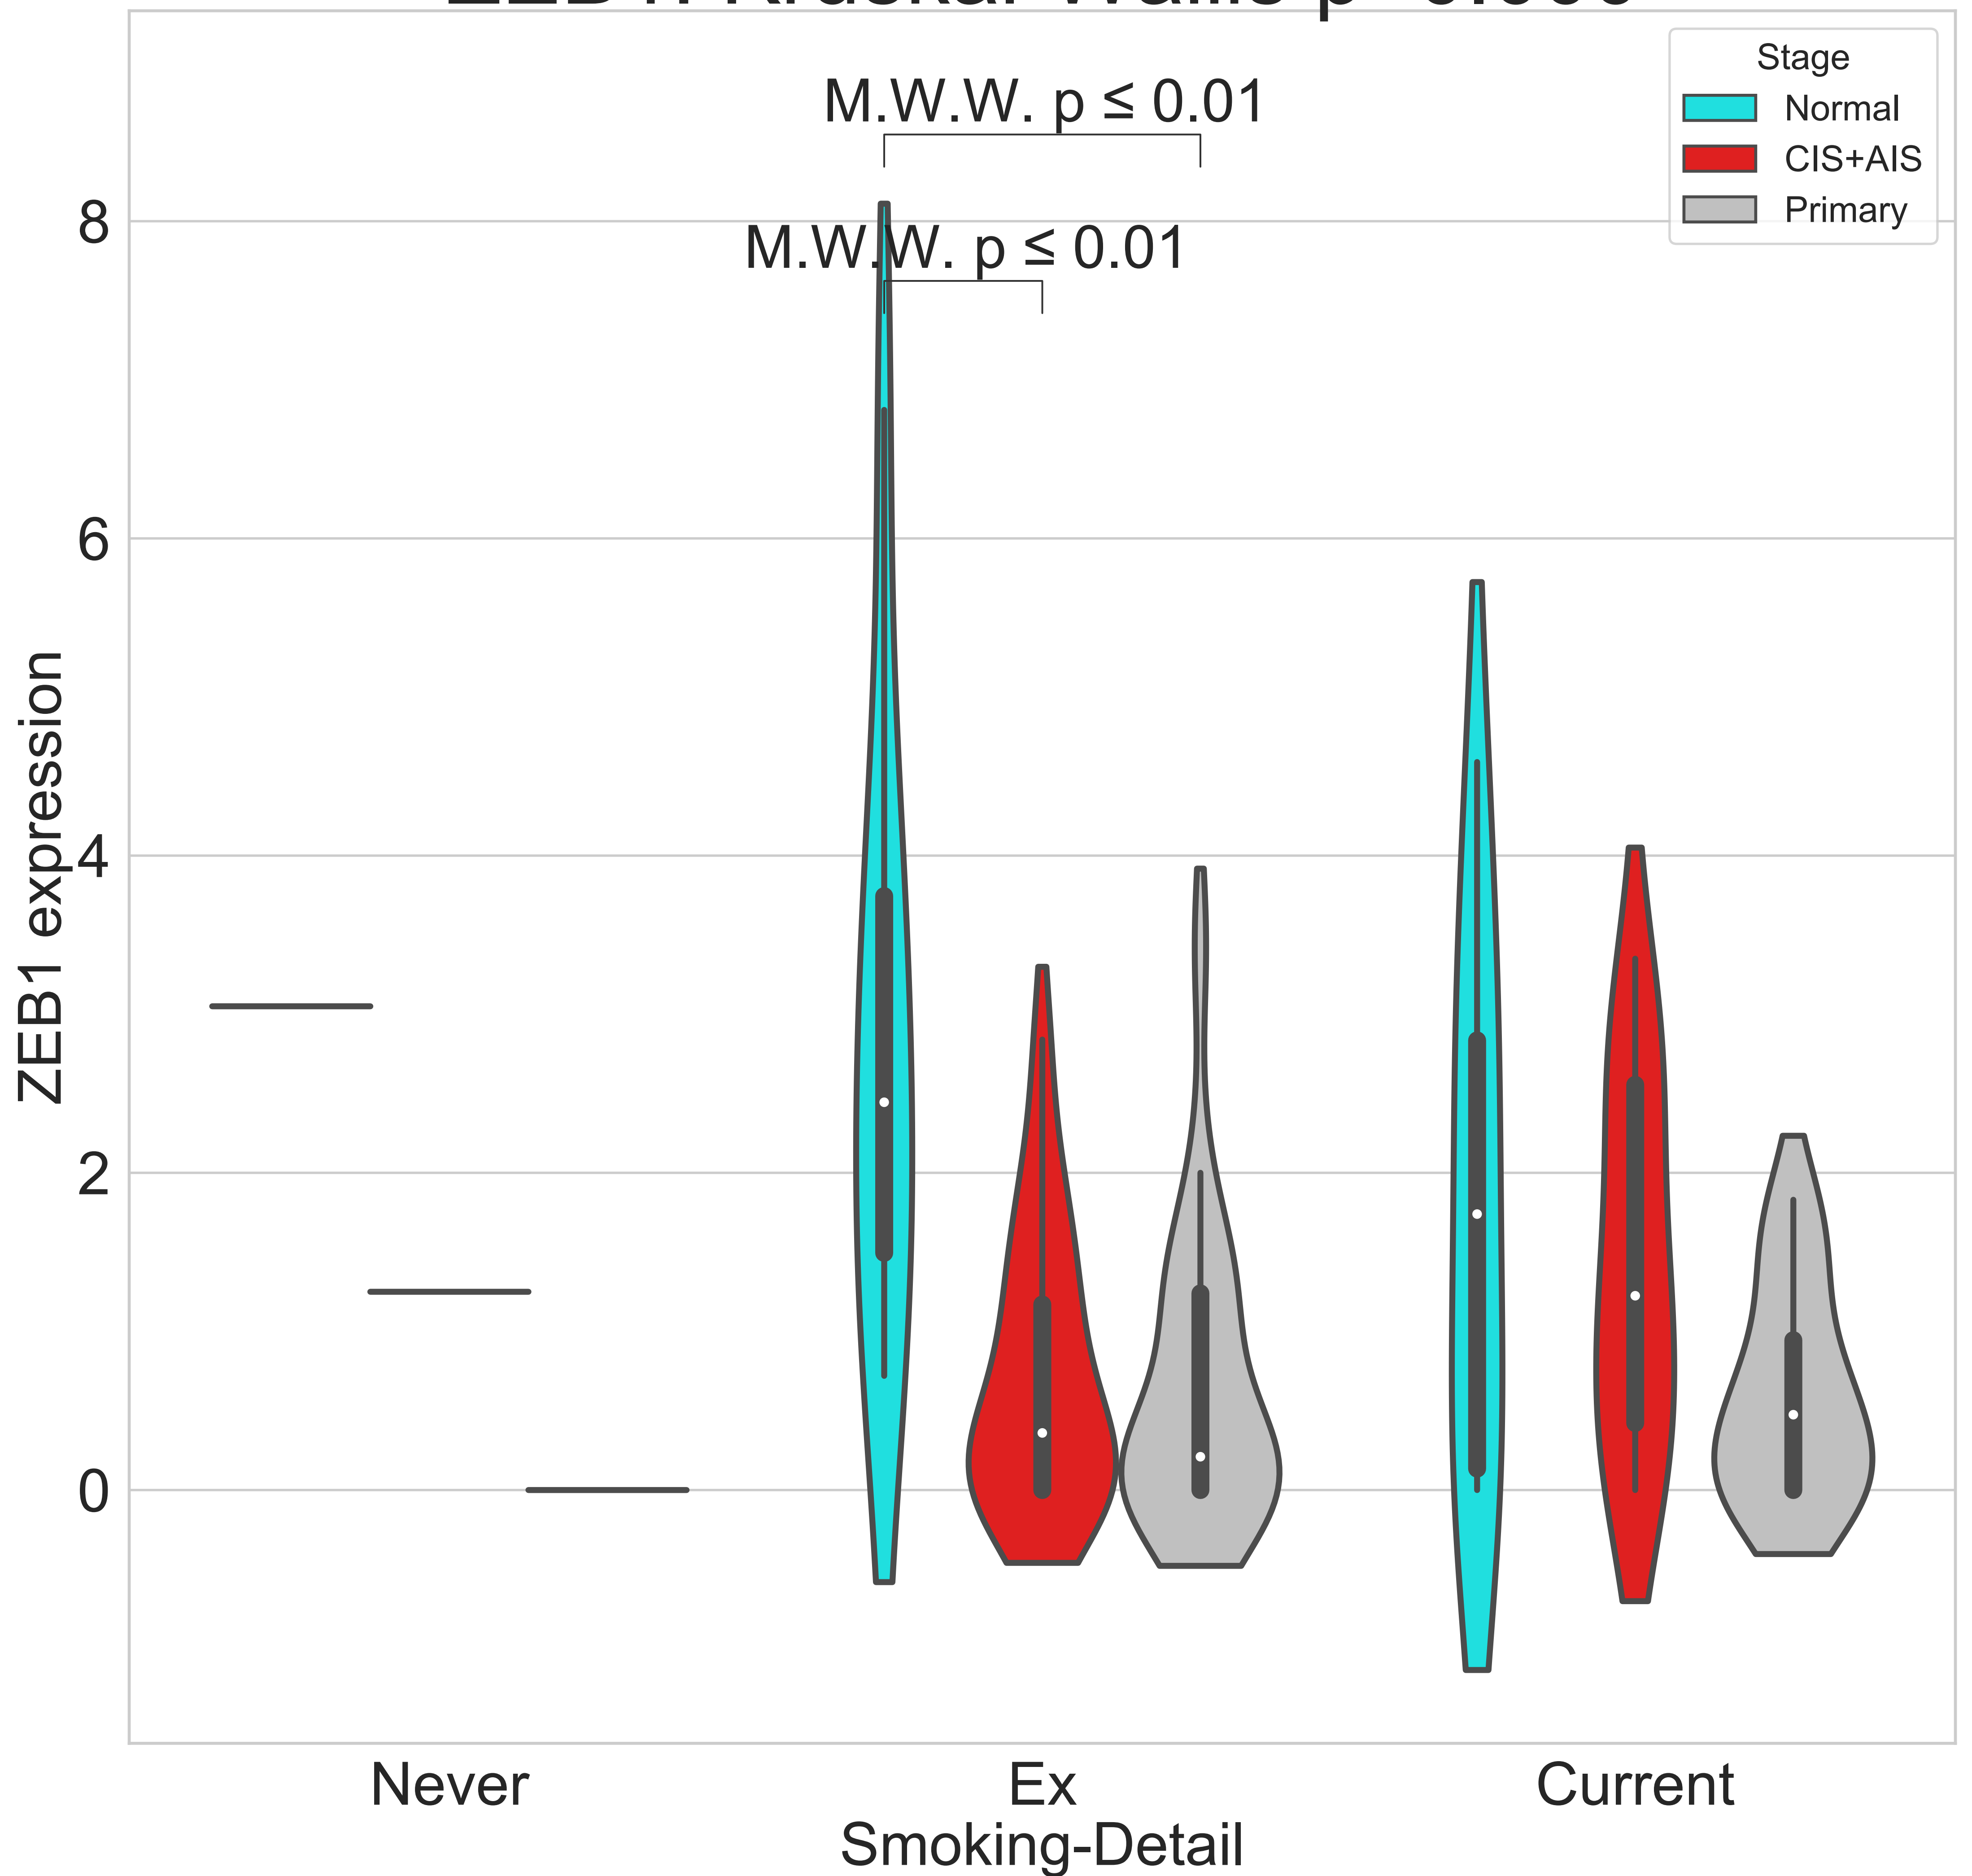 Stage
Normal
CIS+AIS
Primary
M.W.W. p ≤ 0.01
M.W.W. p ≤ 0.01
ZEB1 expression
8
6
4
2
0
Never
Ex
Current
Smoking-Detail